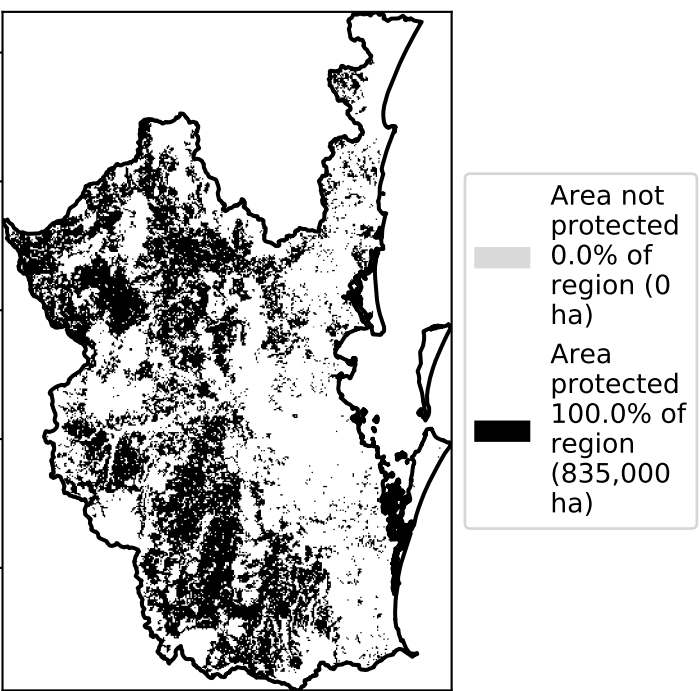 Area not
protected
0.0% of
region (0
ha)
Area
protected
100.0% of
region
(835,000
ha)